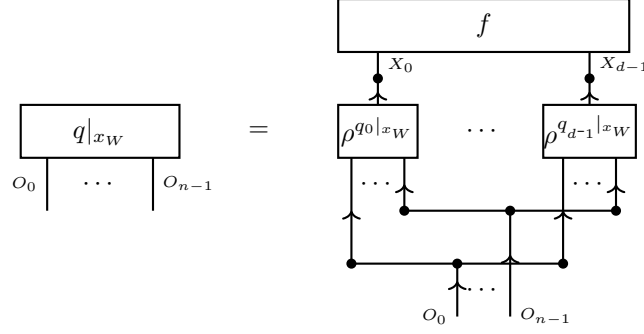 f
X_0 X_{d-1}
q|_{x_W} = ρ^{q_0|_{x_W}} ··· ρ^{q_{d-1}|_{x_W}}
O_0 ··· O_{n-1} ··· ···
O_0 ··· O_{n-1}